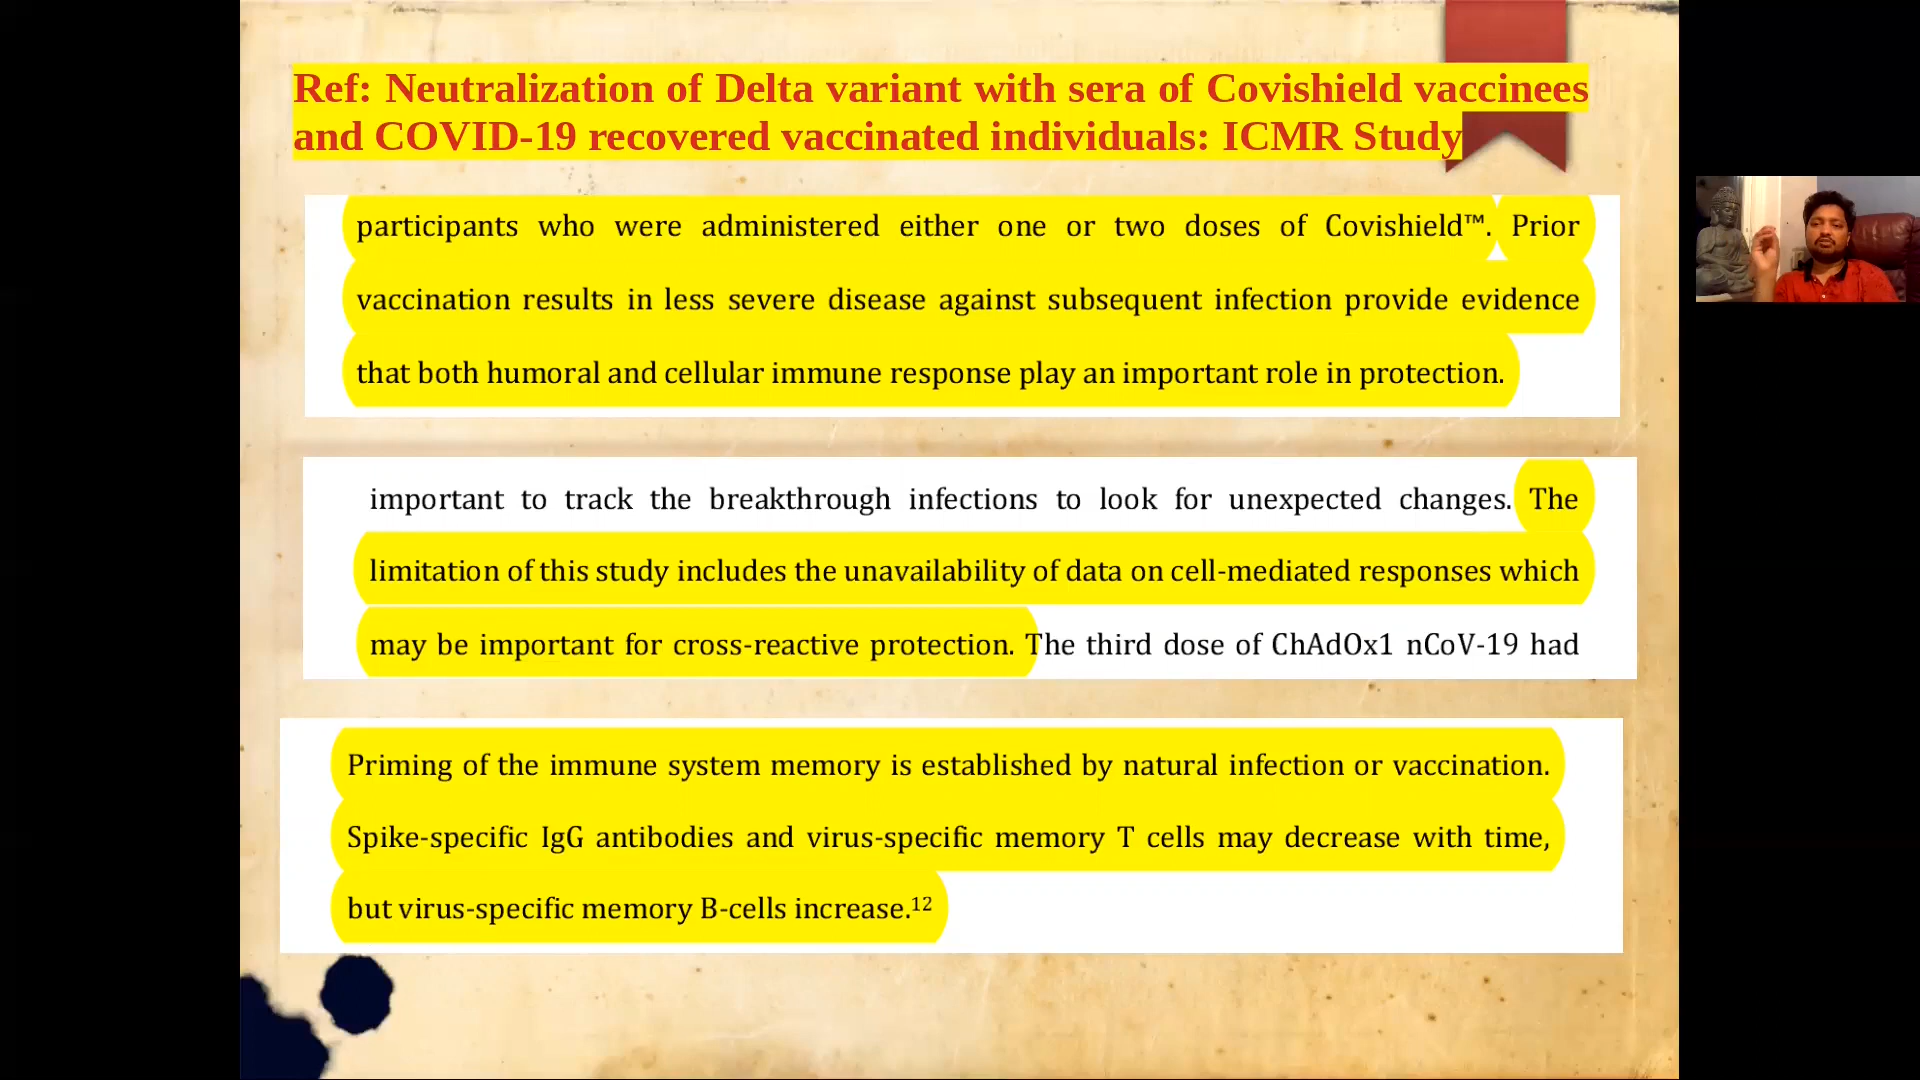 Ref: Neutralization of Delta variant with sera of Covishield vaccinees
and COVID-19 recovered vaccinated individuals: ICMR Study
participants who were administered either one or two doses of Covishield™. Prior
vaccination results in less severe disease against subsequent infection provide evidence
that both humoral and cellular immune response play an important role in protection.
important to track the breakthrough infections to look for unexpected changes. The
limitation of this study includes the unavailability of data on cell-mediated responses which
may be important for cross-reactive protection. The third dose of ChAdOx1 nCoV-19 had
Priming of the immune system memory is established by natural infection or vaccination.
Spike-specific IgG antibodies and virus-specific memory T cells may decrease with time,
but virus-specific memory B-cells increase.¹²